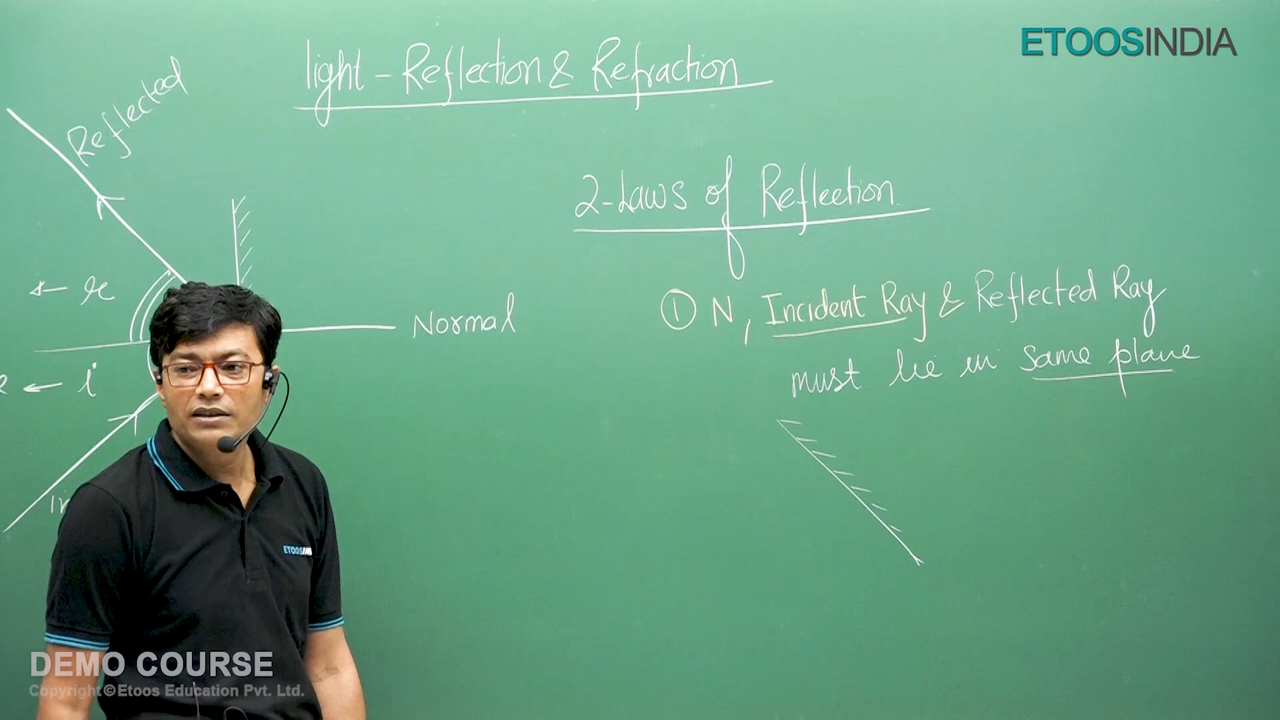 ETOOSINDIA
light - Reflection & Refraction
Reflected
2-Laws of Reflection
← r
Normal
① N, Incident Ray & Reflected Ray
must lie in same plane
← i
ETOOSINDIA
DEMO COURSE
Copyright©Etoos Education Pvt. Ltd.